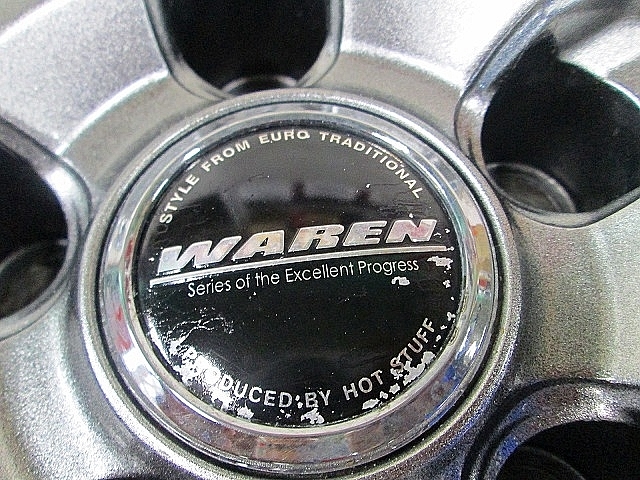 STYLE FROM EURO TRADITIONAL
WAREN
Series of the Excellent Progress
PRODUCED BY HOT STUFF